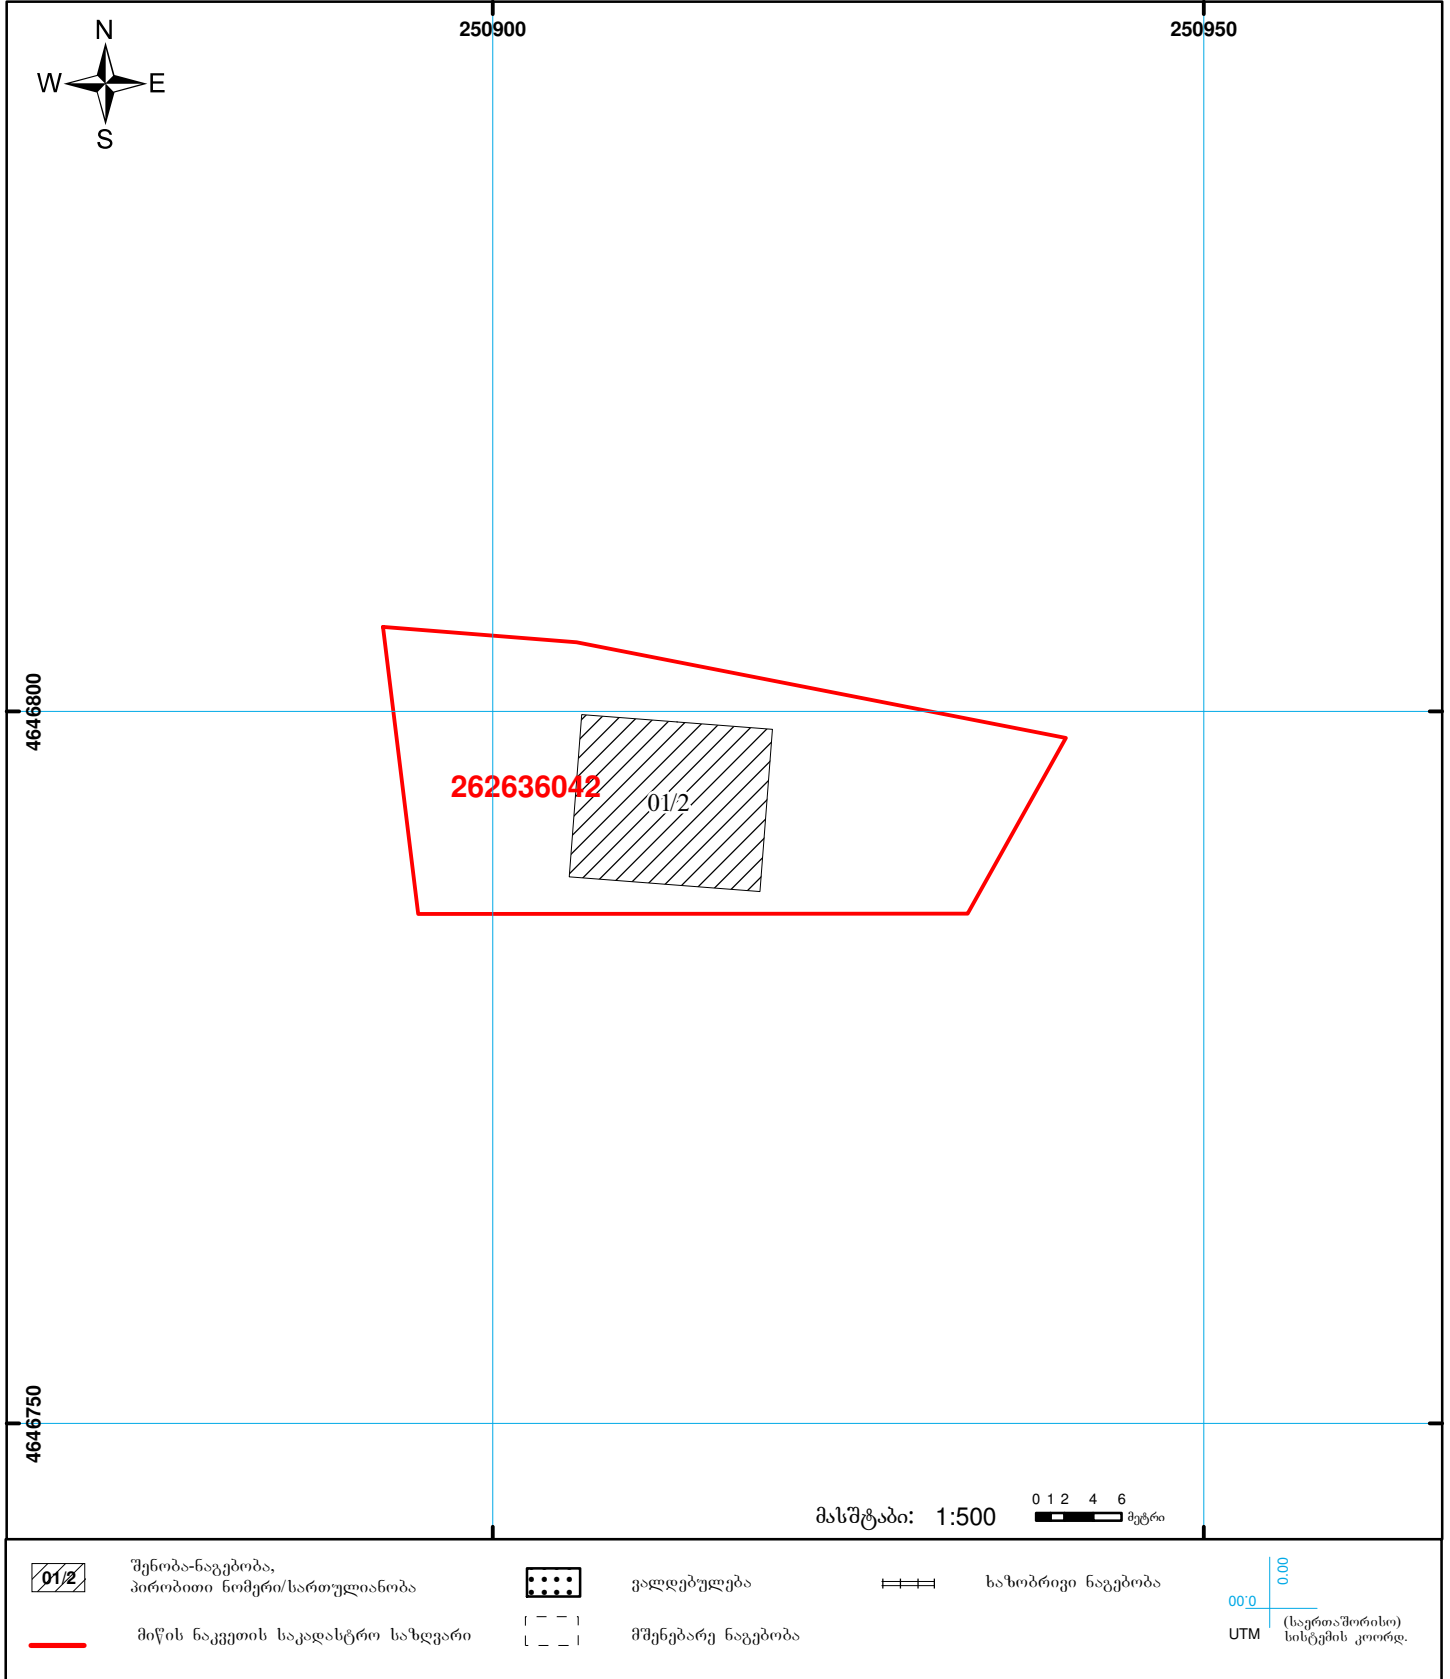 N
W E
S
250900
250950
4646800
4646750
262636042
01/2
მასშტაბი: 1:500
0 1 2 4 6
მეტრი
01/2
შენობა-ნაგებობა,
პირობითი ნომერი/სართულიანობა
ვალდებულება
ხაზობრივი ნაგებობა
მიწის ნაკვეთის საკადასტრო საზღვარი
მშენებარე ნაგებობა
0.00
00.0
UTM
(საერთაშორისო)
სისტემის კოორდ.